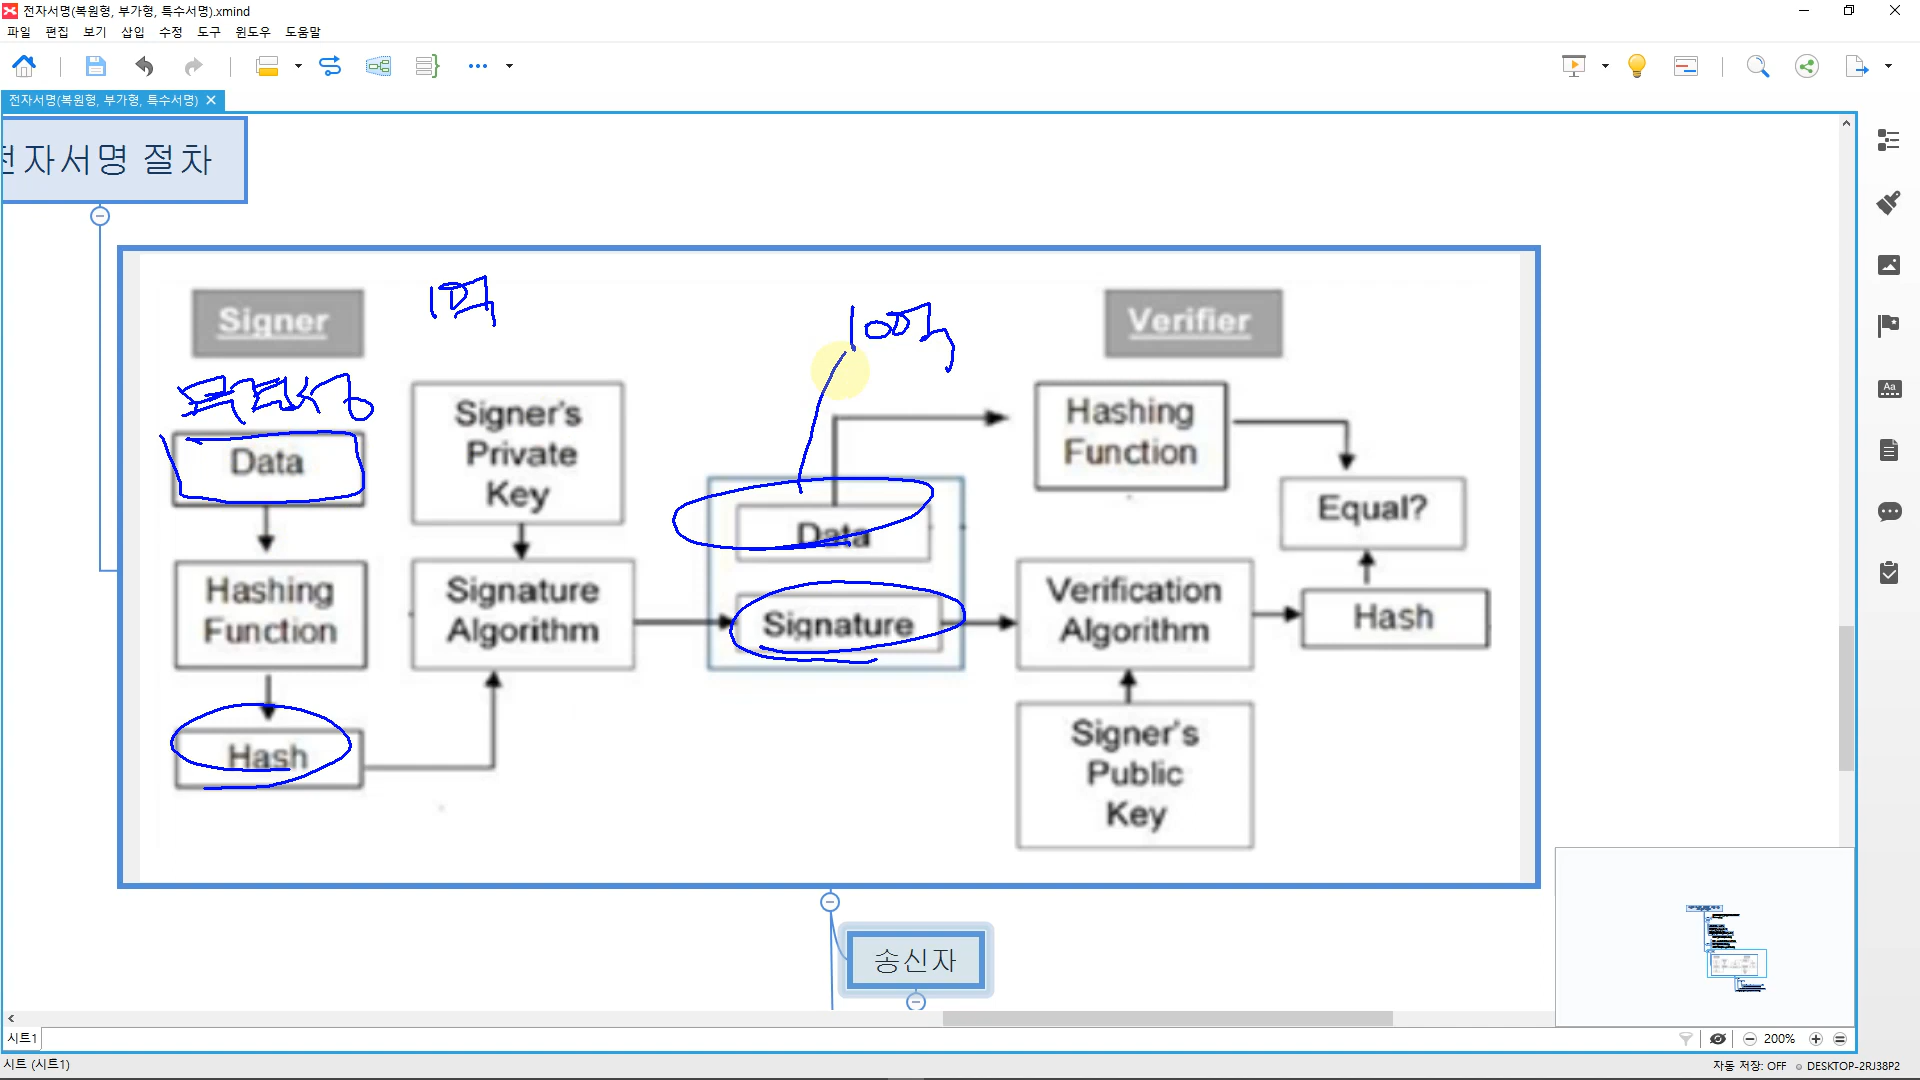 전자서명(복원형, 부가형, 특수서명).xmind
파일 편집 보기 삽입 수정 도구 윈도우 도움말
전자서명(복원형, 부가형, 특수서명)
전자서명 절차
Signer
1억
100억
Verifier
Data
Signer's
Private
Key
Hashing
Function
Equal?
Data
Hashing
Function
Signature
Algorithm
Signature
Verification
Algorithm
Hash
Hash
Signer's
Public
Key
송신자
시트1
200%
시트 (시트1)
자동 저장: OFF
DESKTOP-2RJ38P2